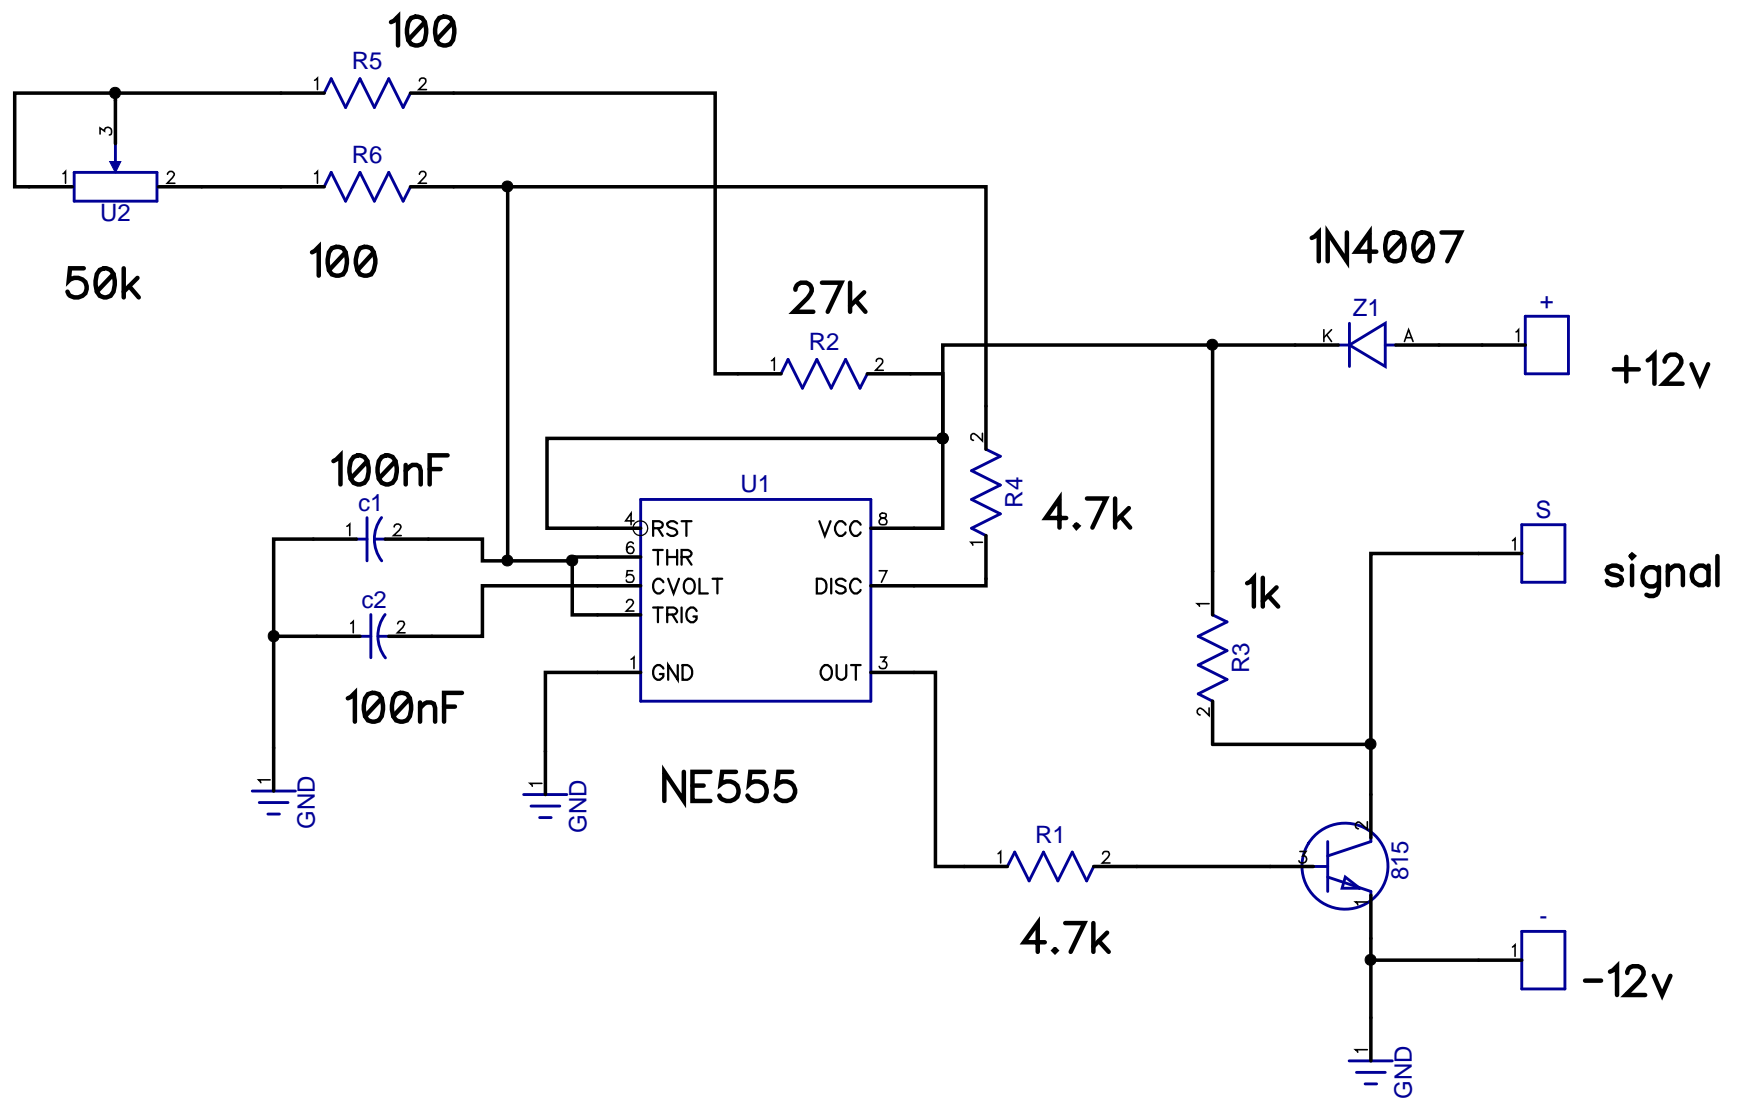 100
R5
1 2
3
R6
1 2
1 2
U2
100
50k
1N4007
27k
Z1
+
R2
K A
1
1 2
+12v
2
100nF
U1
R4
4.7k
S
c1
1 2
4 RST
VCC 8
1
signal
6 THR
1
5 CVOLT
DISC 7
1k
c2
1
2 TRIG
1 2
R3
1 GND
OUT 3
100nF
2
NE555
1
GND
1
GND
R1
2
1 2
3
815
1
4.7k
-
1
-12v
1
GND